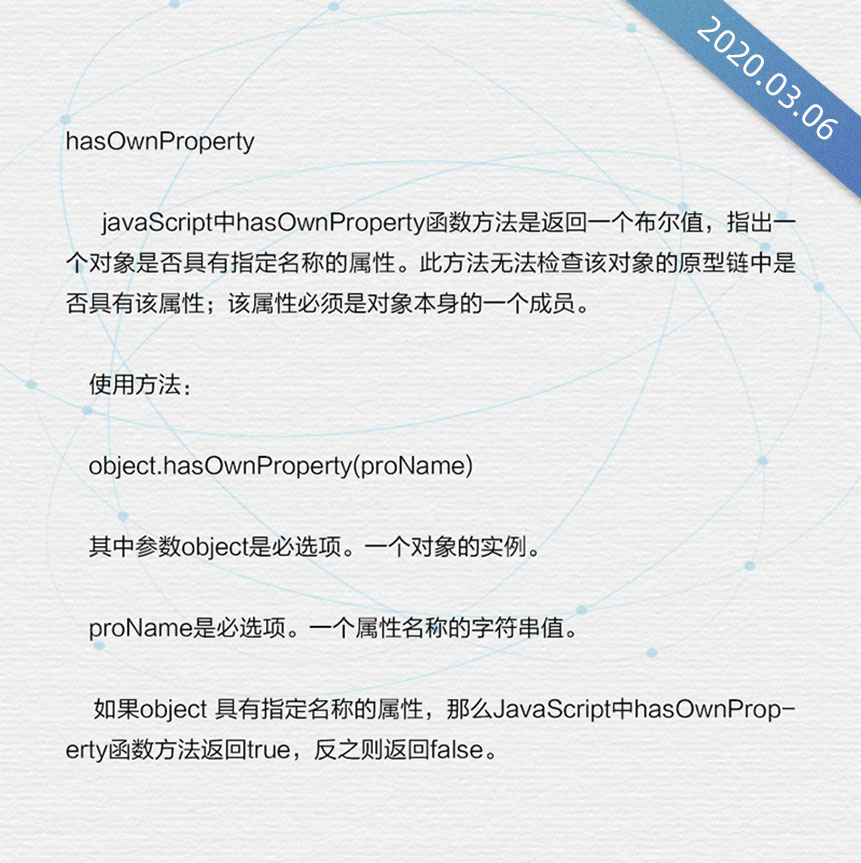 2020.03.06
hasOwnProperty
javaScript中hasOwnProperty函数方法是返回一个布尔值，指出一
个对象是否具有指定名称的属性。此方法无法检查该对象的原型链中是
否具有该属性；该属性必须是对象本身的一个成员。
使用方法：
object.hasOwnProperty(proName)
其中参数object是必选项。一个对象的实例。
proName是必选项。一个属性名称的字符串值。
如果object 具有指定名称的属性，那么JavaScript中hasOwnProp-
erty函数方法返回true，反之则返回false。